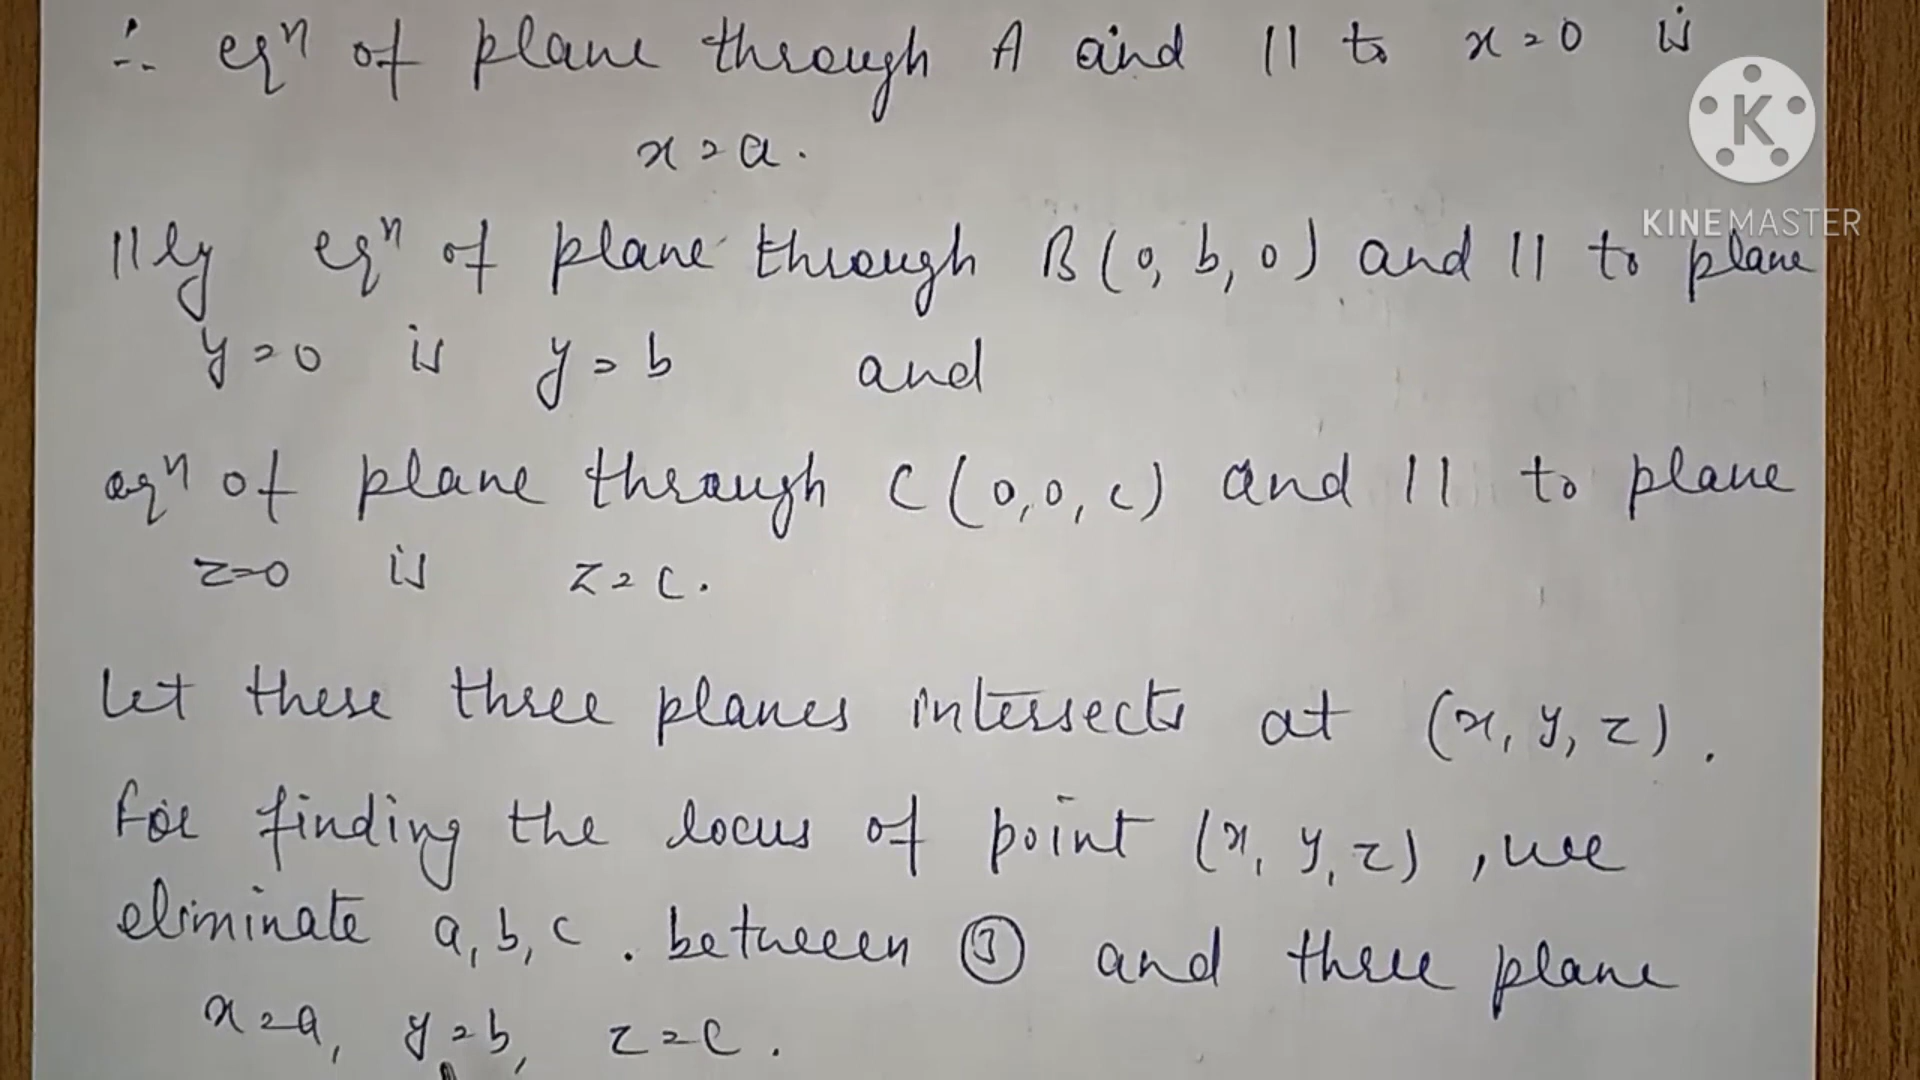 ∴ eqⁿ of plane through A and || to x=0 is
x=a.
||ly eqⁿ of plane through B(0, b, 0) and || to plane
y=0 is y=b and
eqⁿ of plane through C(0,0,c) and || to plane
z=0 is z=c.
Let these three planes intersects at (x, y, z).
For finding the locus of point (x, y, z), we
eliminate a, b, c. between ③ and three plane
x=a, y=b, z=c.
K
KINEMASTER